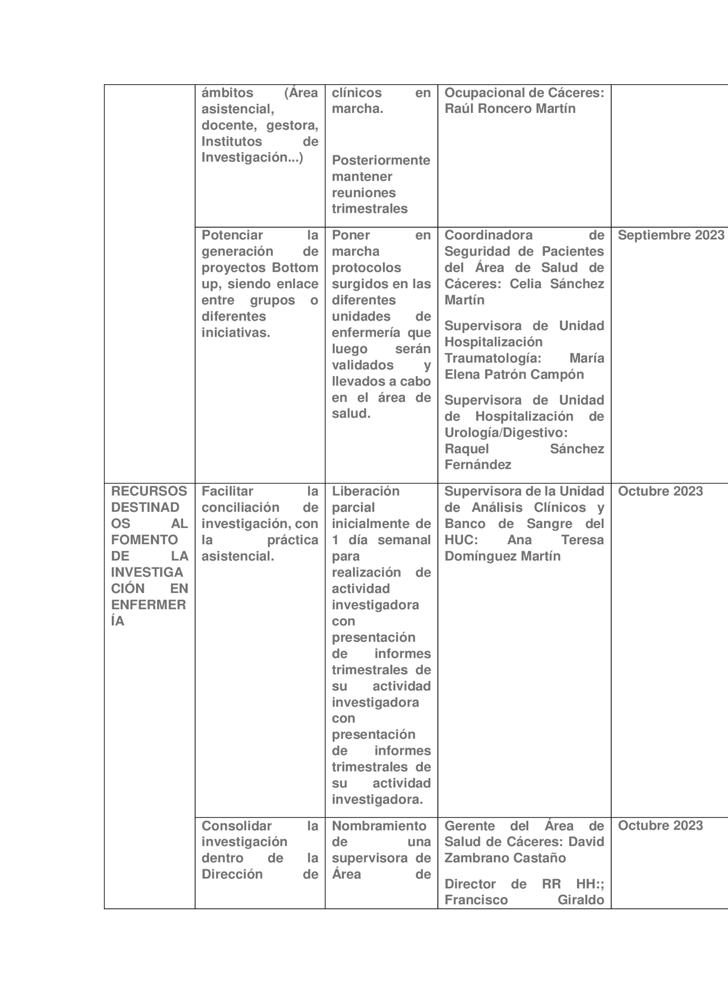 ámbitos (Área
asistencial,
docente, gestora,
Institutos de
Investigación...)
clínicos en
marcha.
Posteriormente
mantener
reuniones
trimestrales
Ocupacional de Cáceres:
Raúl Roncero Martín
Potenciar la
generación de
proyectos Bottom
up, siendo enlace
entre grupos o
diferentes
iniciativas.
Poner en
marcha
protocolos
surgidos en las
diferentes
unidades de
enfermería que
luego serán
validados y
llevados a cabo
en el área de
salud.
Coordinadora de
Seguridad de Pacientes
del Área de Salud de
Cáceres: Celia Sánchez
Martín
Supervisora de Unidad
Hospitalización
Traumatología: María
Elena Patrón Campón
Supervisora de Unidad
de Hospitalización de
Urología/Digestivo:
Raquel Sánchez
Fernández
Septiembre 2023
RECURSOS
DESTINAD
OS AL
FOMENTO
DE LA
INVESTIGA
CIÓN EN
ENFERMER
ÍA
Facilitar la
conciliación de
investigación, con
la práctica
asistencial.
Liberación
parcial
inicialmente de
1 día semanal
para
realización de
actividad
investigadora
con
presentación
de informes
trimestrales de
su actividad
investigadora
con
presentación
de informes
trimestrales de
su actividad
investigadora.
Supervisora de la Unidad
de Análisis Clínicos y
Banco de Sangre del
HUC: Ana Teresa
Domínguez Martín
Octubre 2023
Consolidar la
investigación
dentro de la
Dirección de
Nombramiento
de una
supervisora de
Área de
Gerente del Área de
Salud de Cáceres: David
Zambrano Castaño
Director de RR HH:;
Francisco Giraldo
Octubre 2023